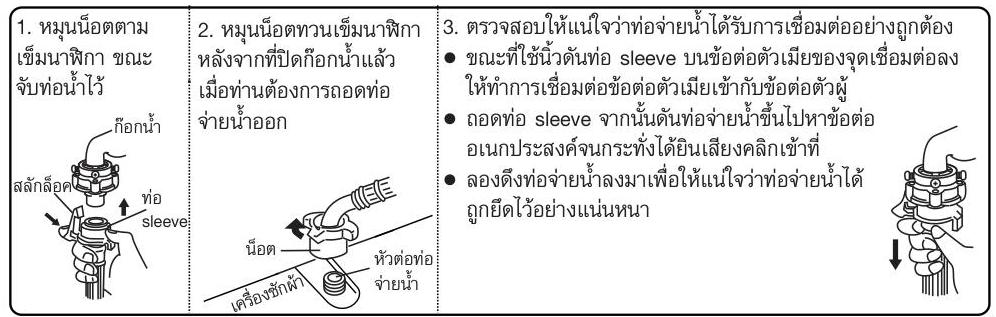 1. หมุนน็อตตาม
เข็มนาฬิกา ขณะ
จับท่อน้ำไว้
ก๊อกน้ำ
สลักล็อค
ท่อ
sleeve
2. หมุนน็อตทวนเข็มนาฬิกา
หลังจากที่ปิดก๊อกน้ำแล้ว
เมื่อท่านต้องการถอดท่อ
จ่ายน้ำออก
น็อต
หัวต่อท่อ
จ่ายน้ำ
เครื่องซักผ้า
3. ตรวจสอบให้แน่ใจว่าท่อจ่ายน้ำได้รับการเชื่อมต่ออย่างถูกต้อง
● ขณะที่ใช้นิ้วดันท่อ sleeve บนข้อต่อตัวเมียของจุดเชื่อมต่อลง
ให้ทำการเชื่อมต่อข้อต่อตัวเมียเข้ากับข้อต่อตัวผู้
● ถอดท่อ sleeve จากนั้นดันท่อจ่ายน้ำขึ้นไปหาข้อต่อ
อเนกประสงค์จนกระทั่งได้ยินเสียงคลิกเข้าที่
● ลองดึงท่อจ่ายน้ำลงมาเพื่อให้แน่ใจว่าท่อจ่ายน้ำได้
ถูกยึดไว้อย่างแน่นหนา